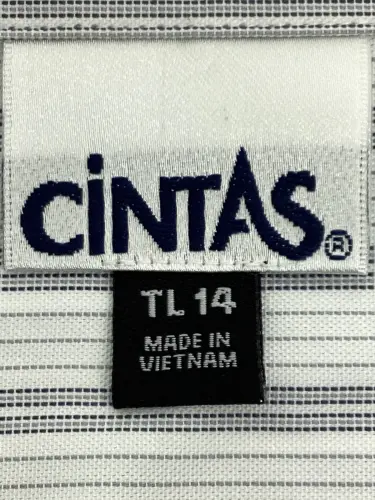 CiNTAS®
TL 14
MADE IN
VIETNAM